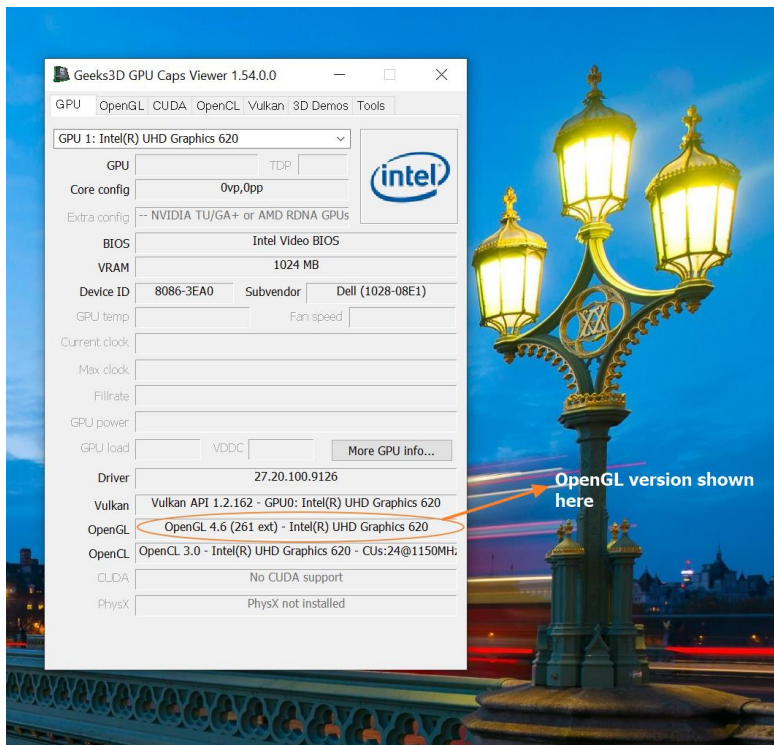 Geeks3D GPU Caps Viewer 1.54.0.0
GPU OpenGL CUDA OpenCL Vulkan 3D Demos Tools
GPU 1: Intel(R) UHD Graphics 620
intel
GPU TDP
Core config 0vp,0pp
Extra config -- NVIDIA TU/GA+ or AMD RDNA GPUs
BIOS Intel Video BIOS
VRAM 1024 MB
Device ID 8086-3EA0 Subvendor Dell (1028-08E1)
GPU temp Fan speed
Current clock
Max clock
Fillrate
GPU power
GPU load VDDC More GPU info...
Driver 27.20.100.9126
Vulkan Vulkan API 1.2.162 - GPU0: Intel(R) UHD Graphics 620
OpenGL OpenGL 4.6 (261 ext) - Intel(R) UHD Graphics 620
OpenCL OpenCL 3.0 - Intel(R) UHD Graphics 620 - CUs:24@1150MHz
CUDA No CUDA support
PhysX PhysX not installed
OpenGL version shown
here